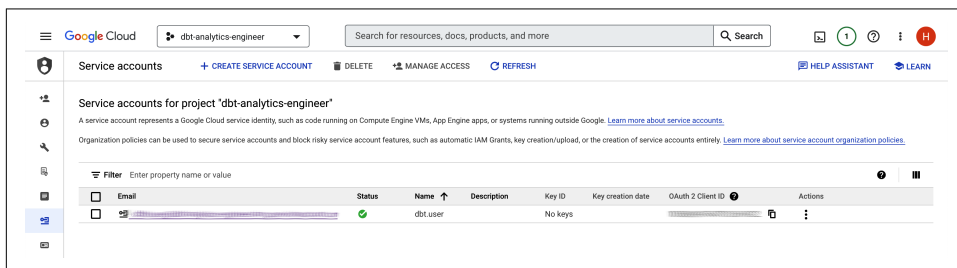 Google Cloud dbt-analytics-engineer Search for resources, docs, products, and more Search 1 H
Service accounts + CREATE SERVICE ACCOUNT DELETE MANAGE ACCESS REFRESH HELP ASSISTANT LEARN
Service accounts for project "dbt-analytics-engineer"
A service account represents a Google Cloud service identity, such as code running on Compute Engine VMs, App Engine apps, or systems running outside Google. Learn more about service accounts.
Organization policies can be used to secure service accounts and block risky service account features, such as automatic IAM Grants, key creation/upload, or the creation of service accounts entirely. Learn more about service account organization policies.
Filter Enter property name or value
Email Status Name Description Key ID Key creation date OAuth 2 Client ID Actions
dbt.user No keys